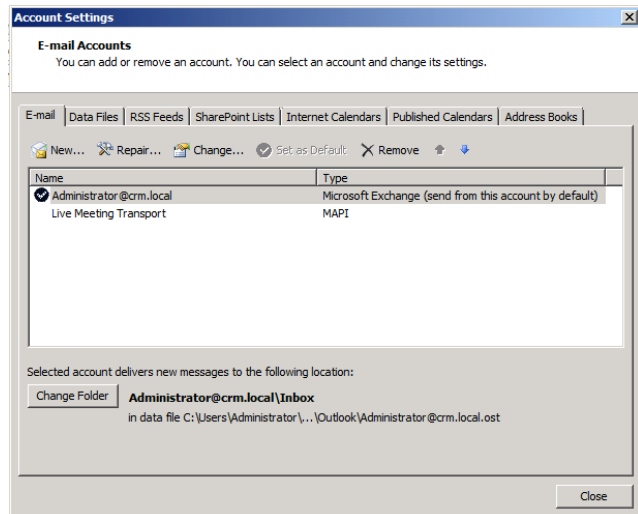 Account Settings
E-mail Accounts
You can add or remove an account. You can select an account and change its settings.
E-mail Data Files RSS Feeds SharePoint Lists Internet Calendars Published Calendars Address Books
New... Repair... Change... Set as Default Remove
Name Type
Administrator@crm.local Microsoft Exchange (send from this account by default)
Live Meeting Transport MAPI
Selected account delivers new messages to the following location:
Change Folder Administrator@crm.local\Inbox
in data file C:\Users\Administrator\...\Outlook\Administrator@crm.local.ost
Close